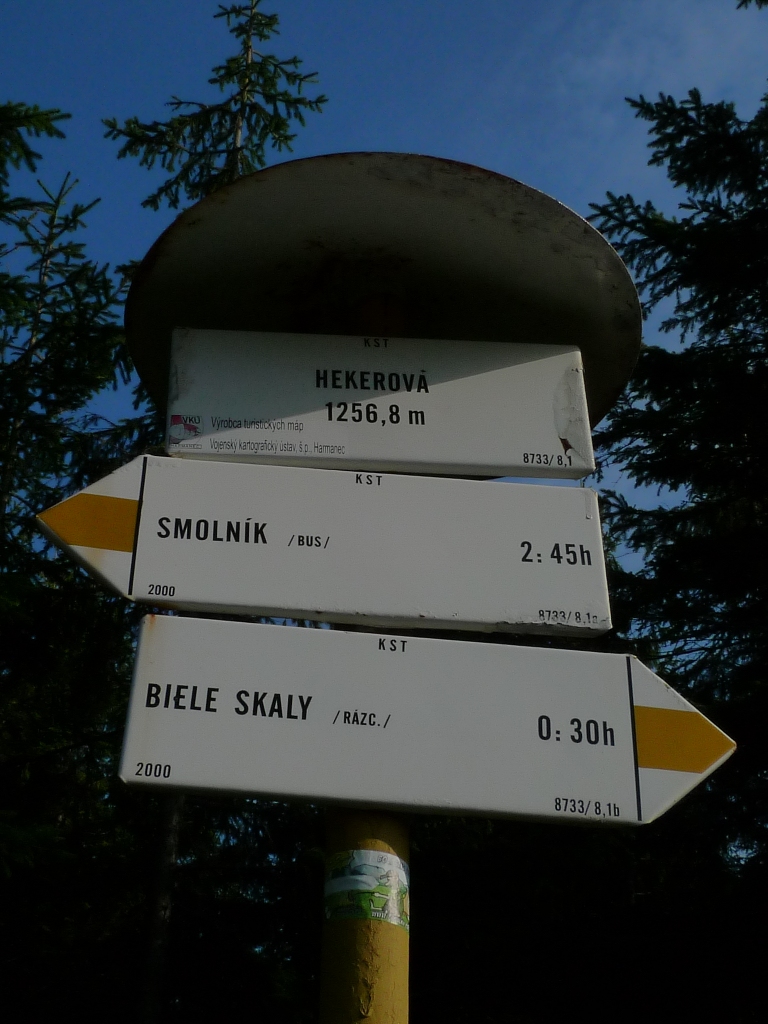 KST
HEKEROVÁ
1256,8 m
VKÚ Výrobca turistických máp
Vojenský kartografický ústav, š.p., Harmanec
8733/8,1
KST
SMOLNÍK /BUS/ 2:45h
2000 8733/8,1a
KST
BIELE SKALY /RÁZC./ 0:30h
2000 8733/8,1b